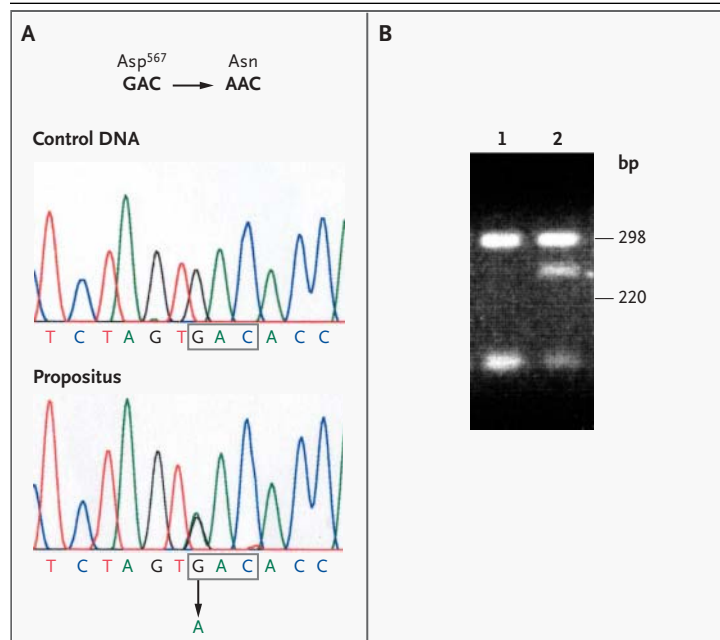 A
Asp567 Asn
GAC AAC
Control DNA
T C T A G T G A C A C C
Propositus
T C T A G T G A C A C C
A
B
1 2
bp
298
220